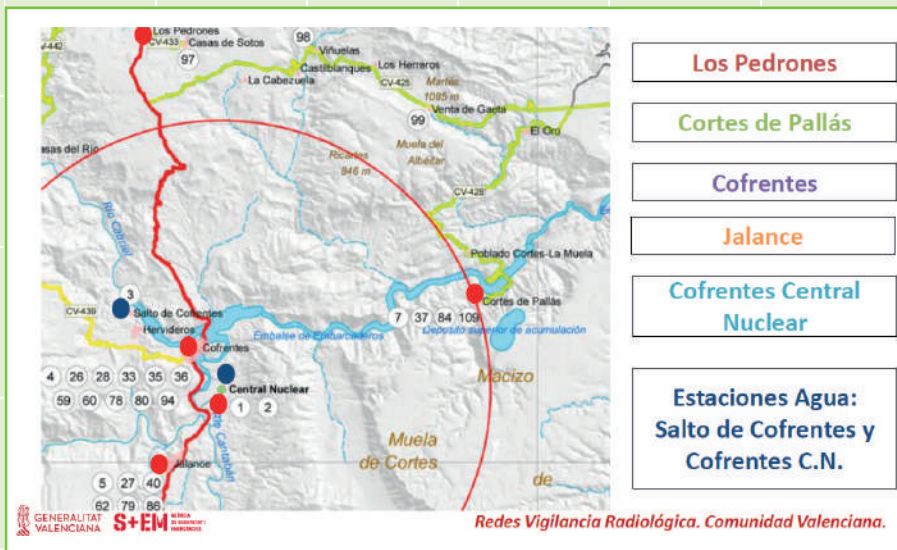 Los Pedrones
CV-433
Casas de Sotos
97
98
Viñuelas
Castilblanques
Los Herreros
La Cabezuela
CV-425
1085 m
Venta de Gaeta
99
El Oro
Muela del
Albéitar
846 m
CV-428
Río Cabriel
Poblado Cortes-La Muela
Cortes de Pallás
7 37 84 109
Depósito superior de acumulación
3
CV-439
Salto de Cofrentes
Hervideros
Cofrentes
Embalse de Embarcaderos
4 26 28 33 35 36
59 60 78 80 94
Central Nuclear
1 2
Macizo
Muela
de Cortes
de
Jalance
5 27 40
62 79 86
Los Pedrones
Cortes de Pallás
Cofrentes
Jalance
Cofrentes Central
Nuclear
Estaciones Agua:
Salto de Cofrentes y
Cofrentes C.N.
GENERALITAT
VALENCIANA
S+EM
Redes Vigilancia Radiológica. Comunidad Valenciana.